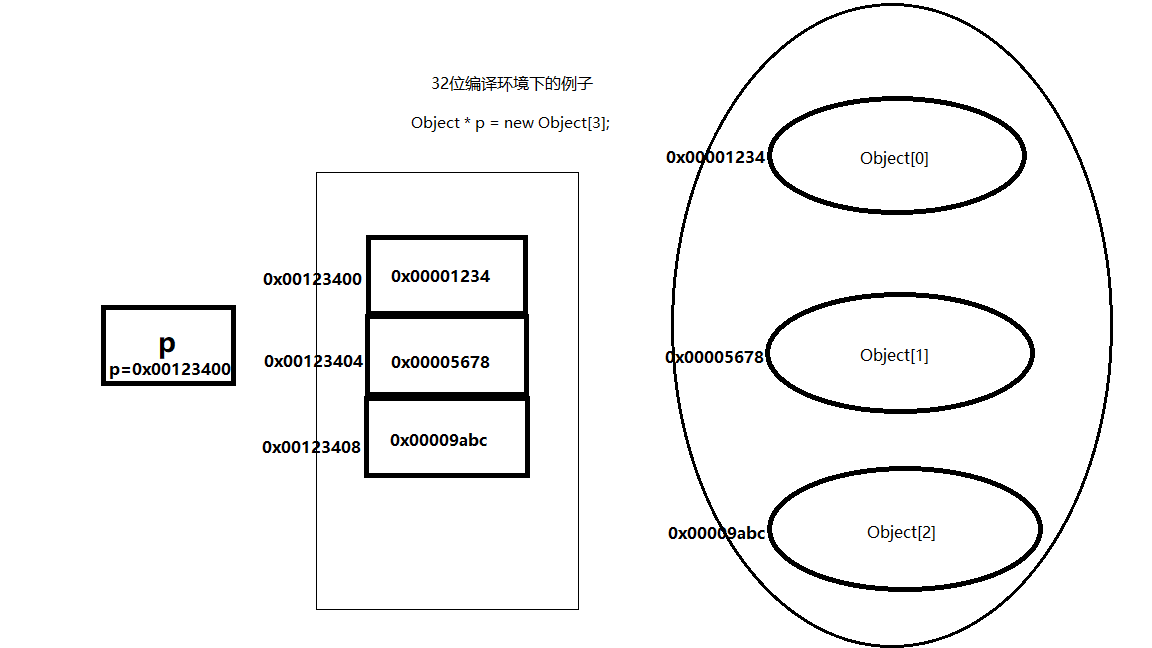 32位编译环境下的例子
Object * p = new Object[3];
p
p=0x00123400
0x00123400
0x00001234
0x00123404
0x00005678
0x00123408
0x00009abc
0x00001234
Object[0]
0x00005678
Object[1]
0x00009abc
Object[2]